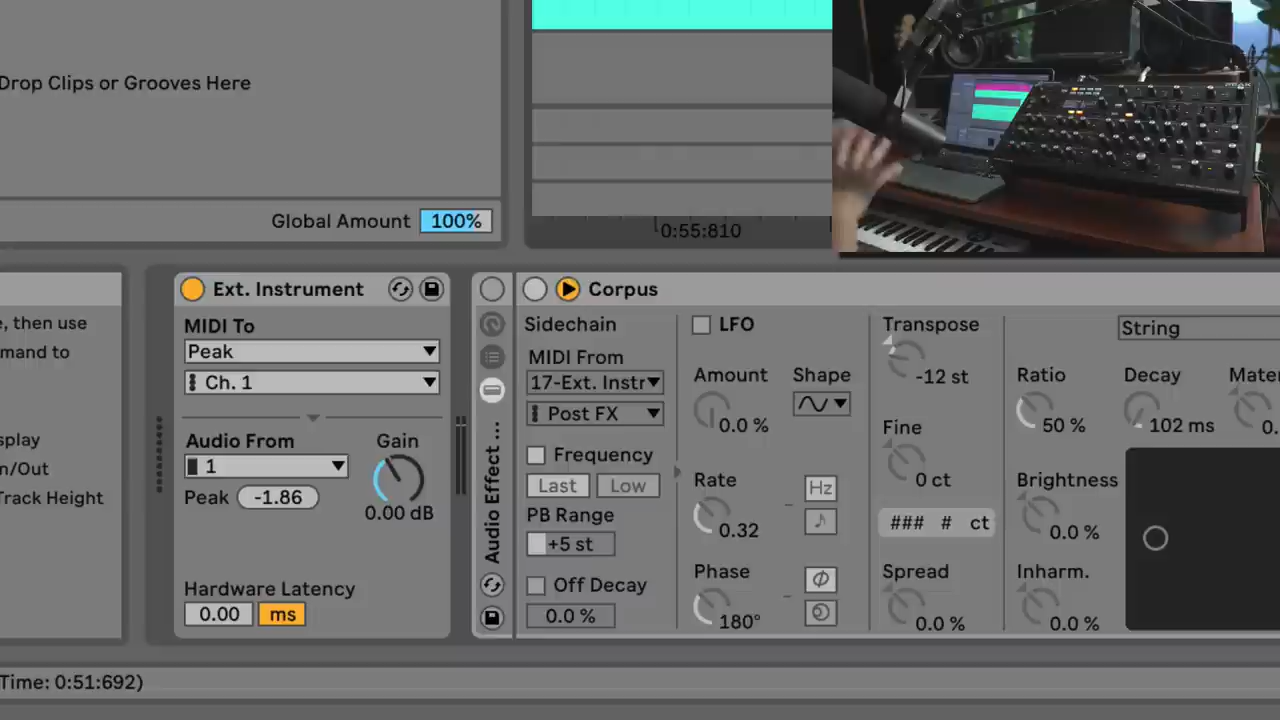 Drop Clips or Grooves Here
Global Amount 100%
0:55:810
e, then use
mand to
splay
n/Out
Track Height
Ext. Instrument
MIDI To
Peak
Ch. 1
Audio From
1
Peak -1.86
Gain
0.00 dB
Hardware Latency
0.00 ms
Audio Effect ...
Corpus
Sidechain
MIDI From
17-Ext. Instr
Post FX
Frequency
Last Low
PB Range
+5 st
Off Decay
0.0 %
LFO
Amount
0.0 %
Shape
Rate
0.32
Hz
Phase
180°
Transpose
-12 st
Fine
0 ct
### # ct
Spread
0.0 %
String
Ratio
50 %
Decay
102 ms
Mater
0.
Brightness
0.0 %
Inharm.
0.0 %
Time: 0:51:692)